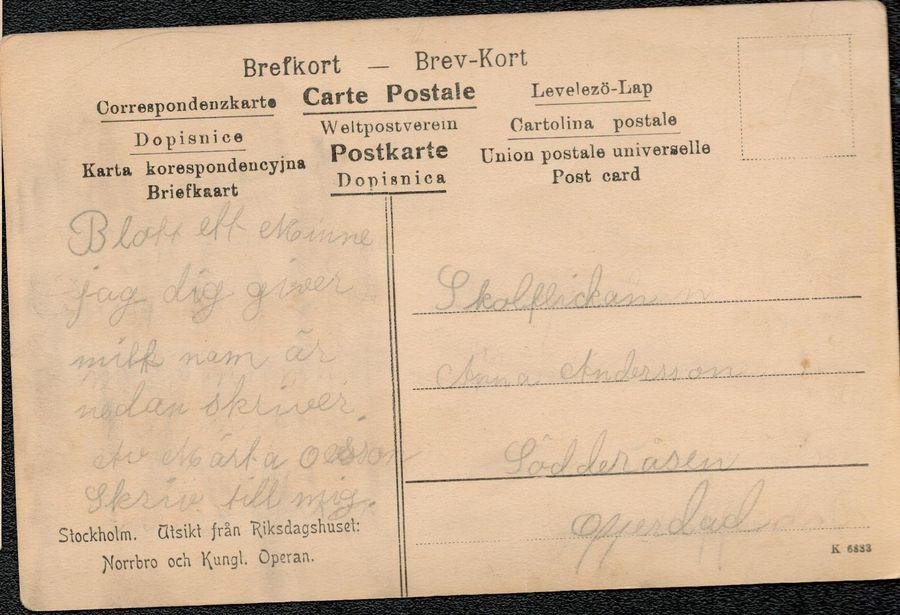 Brefkort — Brev-Kort
Correspondenzkarte
Carte Postale
Levelezö-Lap
Dopisnice
Weltpostverein
Cartolina postale
Karta korespondencyjna
Postkarte
Union postale universelle
Briefkaart
Dopisnica
Post card
Blott ett Minne
jag dig giver
mitt nam är
nedan skriver.
Av Märta Olsson
Skriv till mig.
Stockholm. Utsikt från Riksdagshuset:
Norrbro och Kungl. Operan.
Skolflickan
Anna Andersson
Södderåsen
K 6833